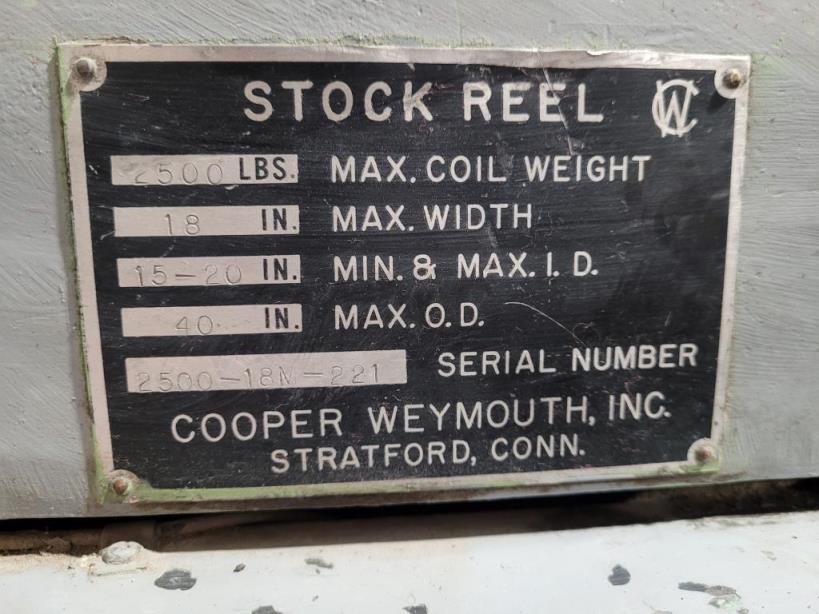 STOCK REEL CW
2500 LBS. MAX. COIL WEIGHT
18 IN. MAX. WIDTH
15-20 IN. MIN. & MAX. I. D.
40 IN. MAX. O.D.
2500-18M-221 SERIAL NUMBER
COOPER WEYMOUTH, INC.
STRATFORD, CONN.